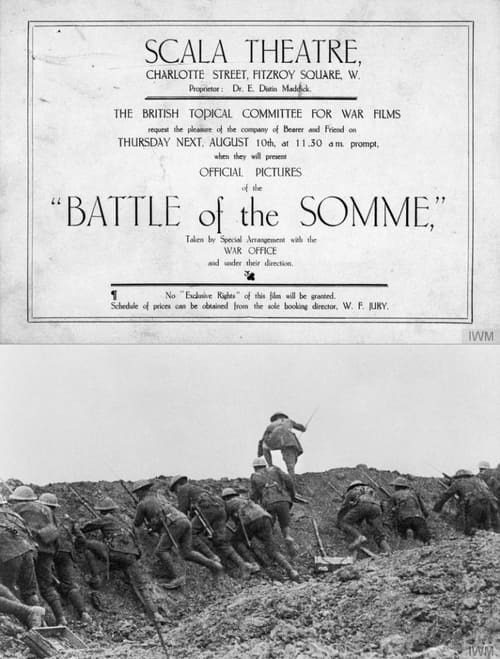 SCALA THEATRE,
CHARLOTTE STREET, FITZROY SQUARE, W.
Proprietor: Dr. E. Distin Maddick.
THE BRITISH TOPICAL COMMITTEE FOR WAR FILMS
request the pleasure of the company of Bearer and Friend on
THURSDAY NEXT, AUGUST 10th, at 11.30 a.m. prompt,
when they will present
OFFICIAL PICTURES
of the
“BATTLE of the SOMME,”
Taken by Special Arrangement with the
WAR OFFICE
and under their direction.
¶ No “Exclusive Rights” of this film will be granted.
Schedule of prices can be obtained from the sole booking director, W. F. JURY.
IWM
IWM